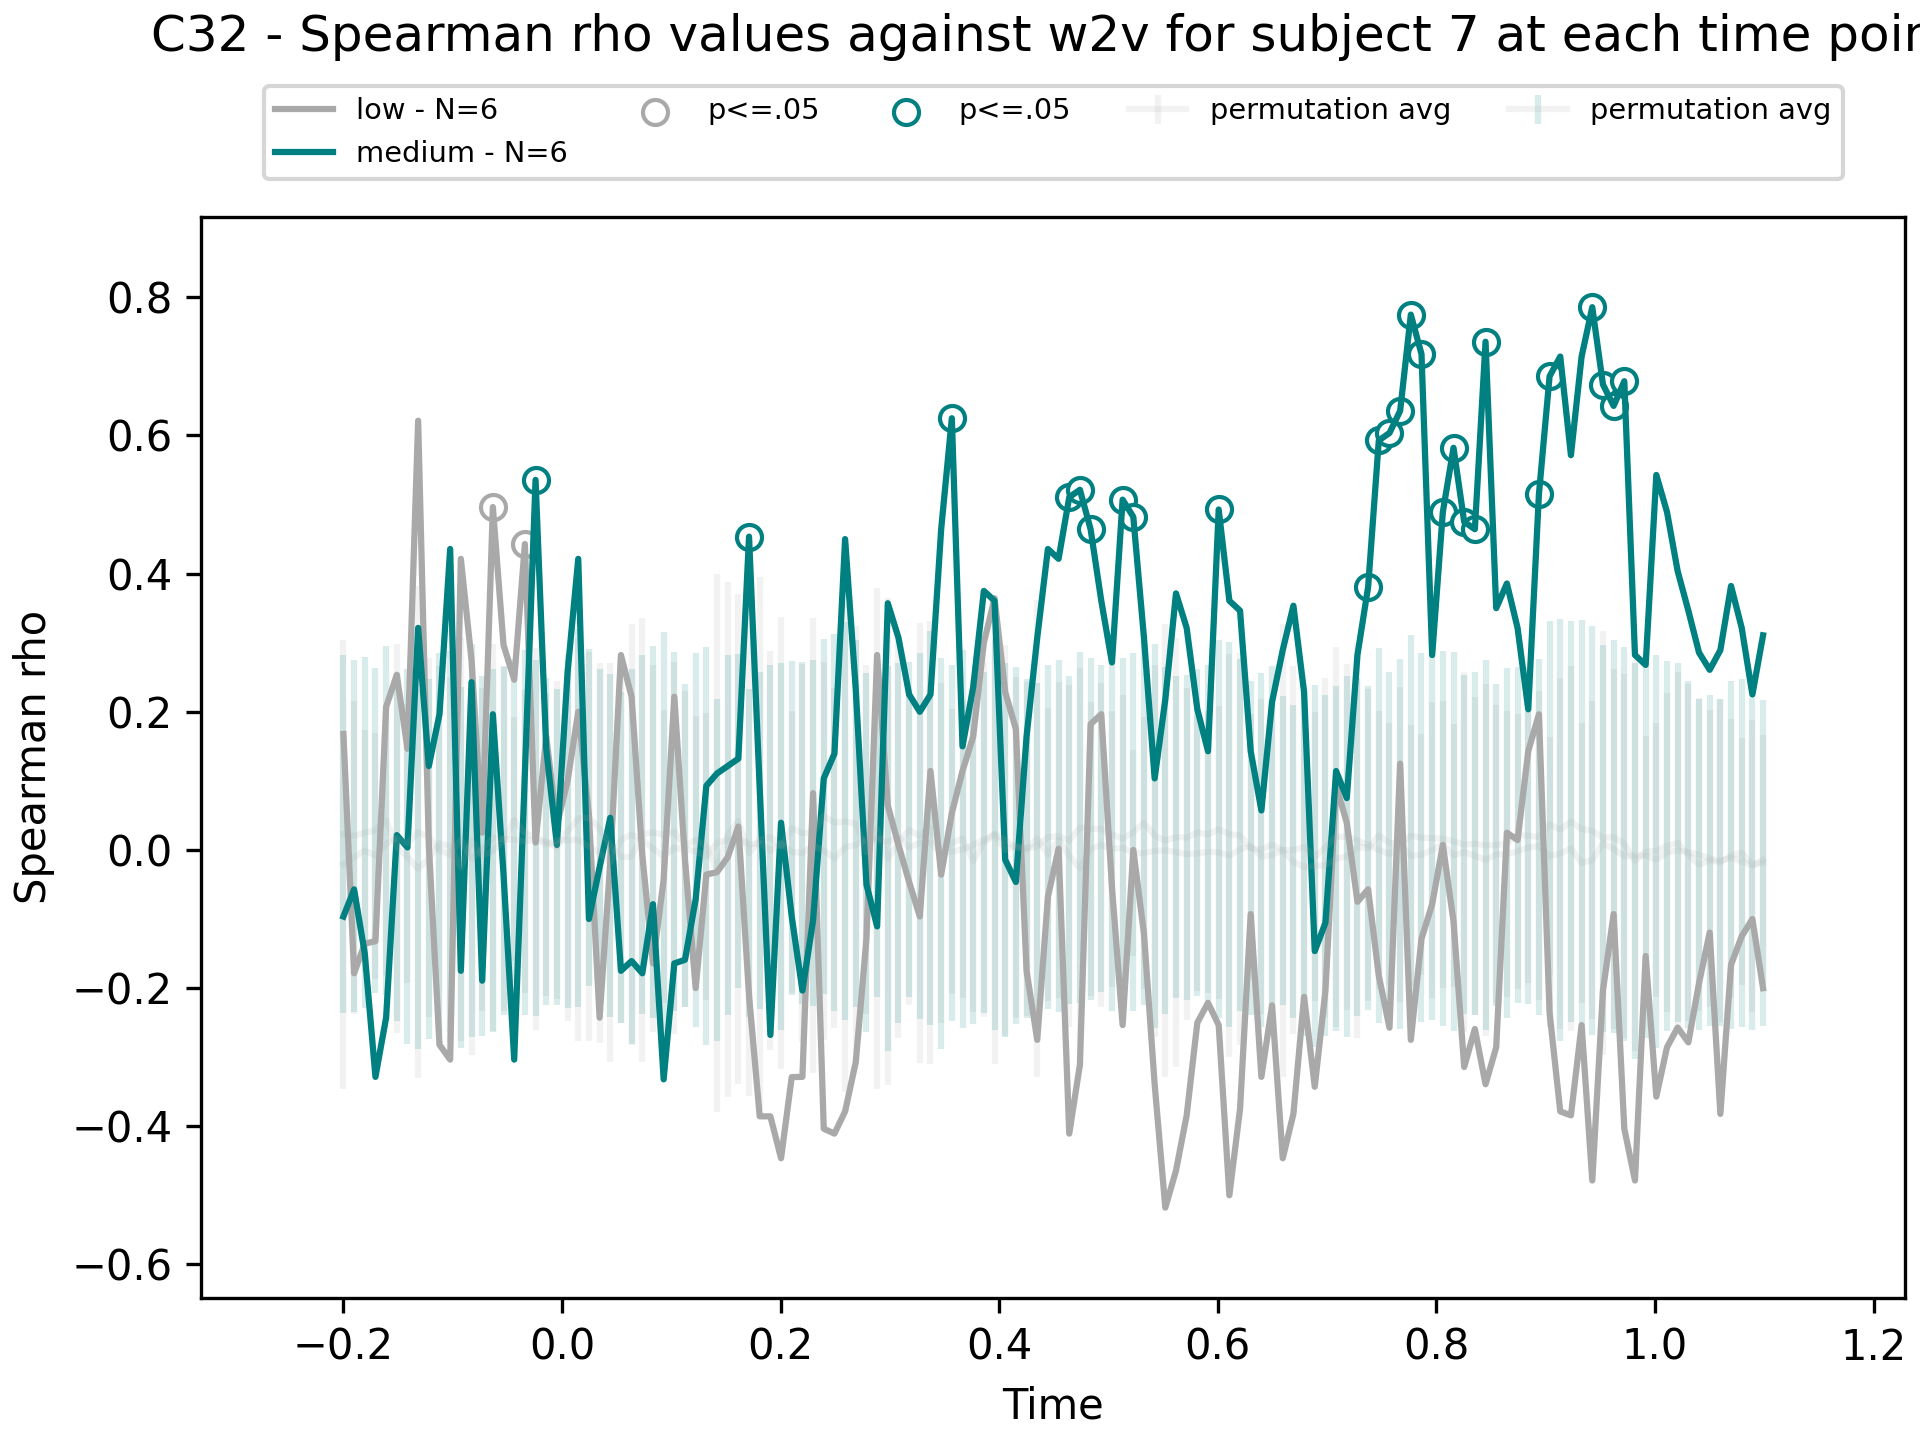 C32 - Spearman rho values against w2v for subject 7 at each time poin
low - N=6
medium - N=6
p<=.05
p<=.05
permutation avg
permutation avg
Spearman rho
0.8
0.6
0.4
0.2
0.0
−0.2
−0.4
−0.6
−0.2 0.0 0.2 0.4 0.6 0.8 1.0 1.2
Time